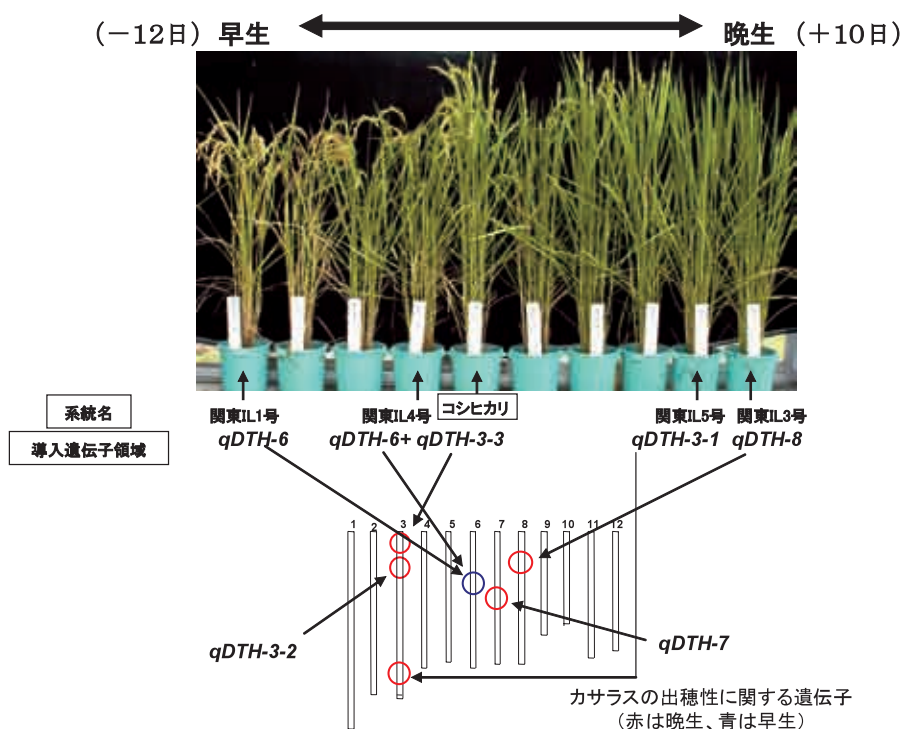 （－12日）早生 晩生（＋10日）
系統名
関東IL1号 関東IL4号 コシヒカリ 関東IL5号 関東IL3号
導入遺伝子領域
qDTH-6 qDTH-6+ qDTH-3-3 qDTH-3-1 qDTH-8
1 2 3 4 5 6 7 8 9 10 11 12
qDTH-3-2
qDTH-7
カサラスの出穂性に関する遺伝子
（赤は晩生、青は早生）